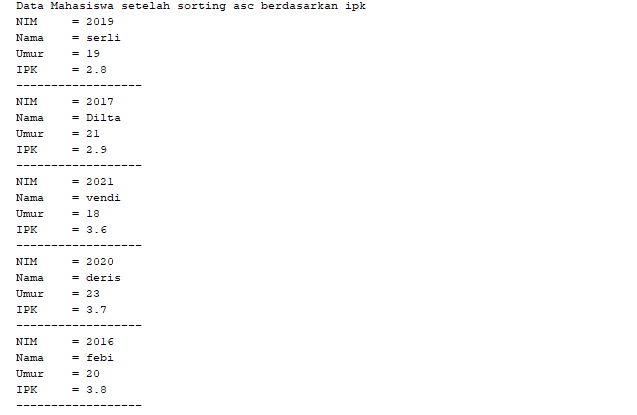 Data Mahasiswa setelah sorting asc berdasarkan ipk
NIM    = 2019
Nama   = serli
Umur   = 19
IPK    = 2.8
------------------
NIM    = 2017
Nama   = Dilta
Umur   = 21
IPK    = 2.9
------------------
NIM    = 2021
Nama   = vendi
Umur   = 18
IPK    = 3.6
------------------
NIM    = 2020
Nama   = deris
Umur   = 23
IPK    = 3.7
------------------
NIM    = 2016
Nama   = febi
Umur   = 20
IPK    = 3.8
------------------